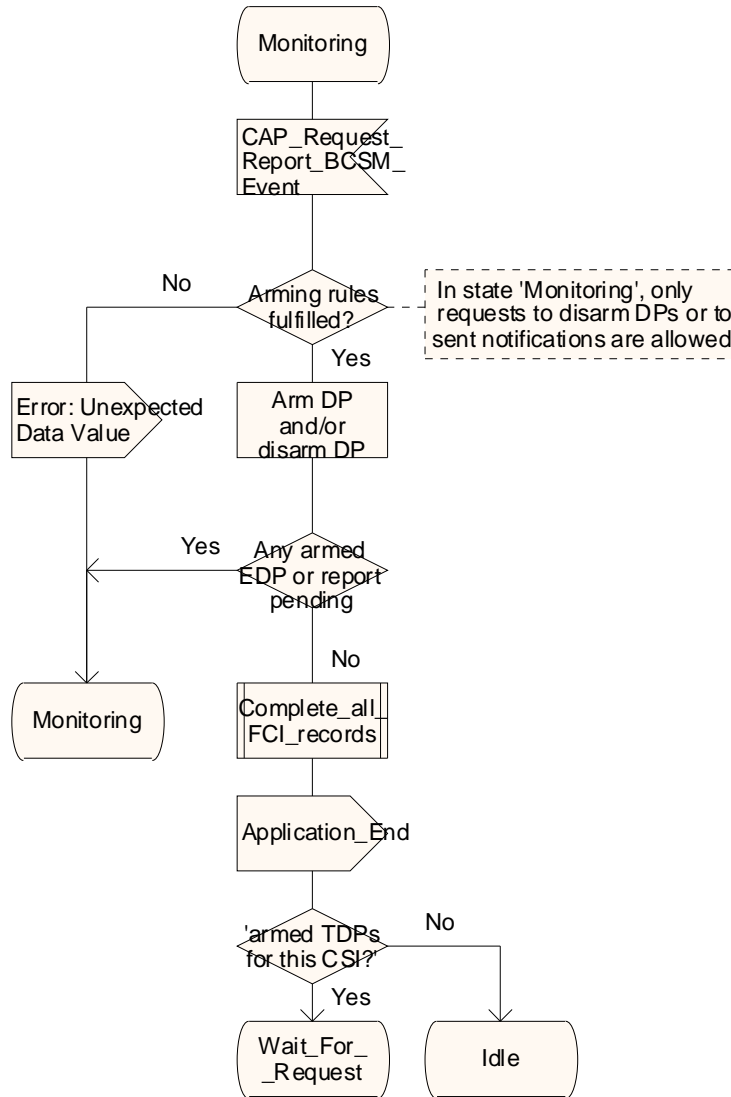 Monitoring
CAP_Request_
Report_BCSM_
Event
No
Arming rules
fulfilled?
In state 'Monitoring', only
requests to disarm DPs or to
sent notifications are allowed
Yes
Error: Unexpected
Data Value
Arm DP
and/or
disarm DP
Yes
Any armed
EDP or report
pending
No
Monitoring
Complete_all_
FCI_records
Application_End
'armed TDPs
for this CSI?'
No
Yes
Wait_For_
_Request
Idle